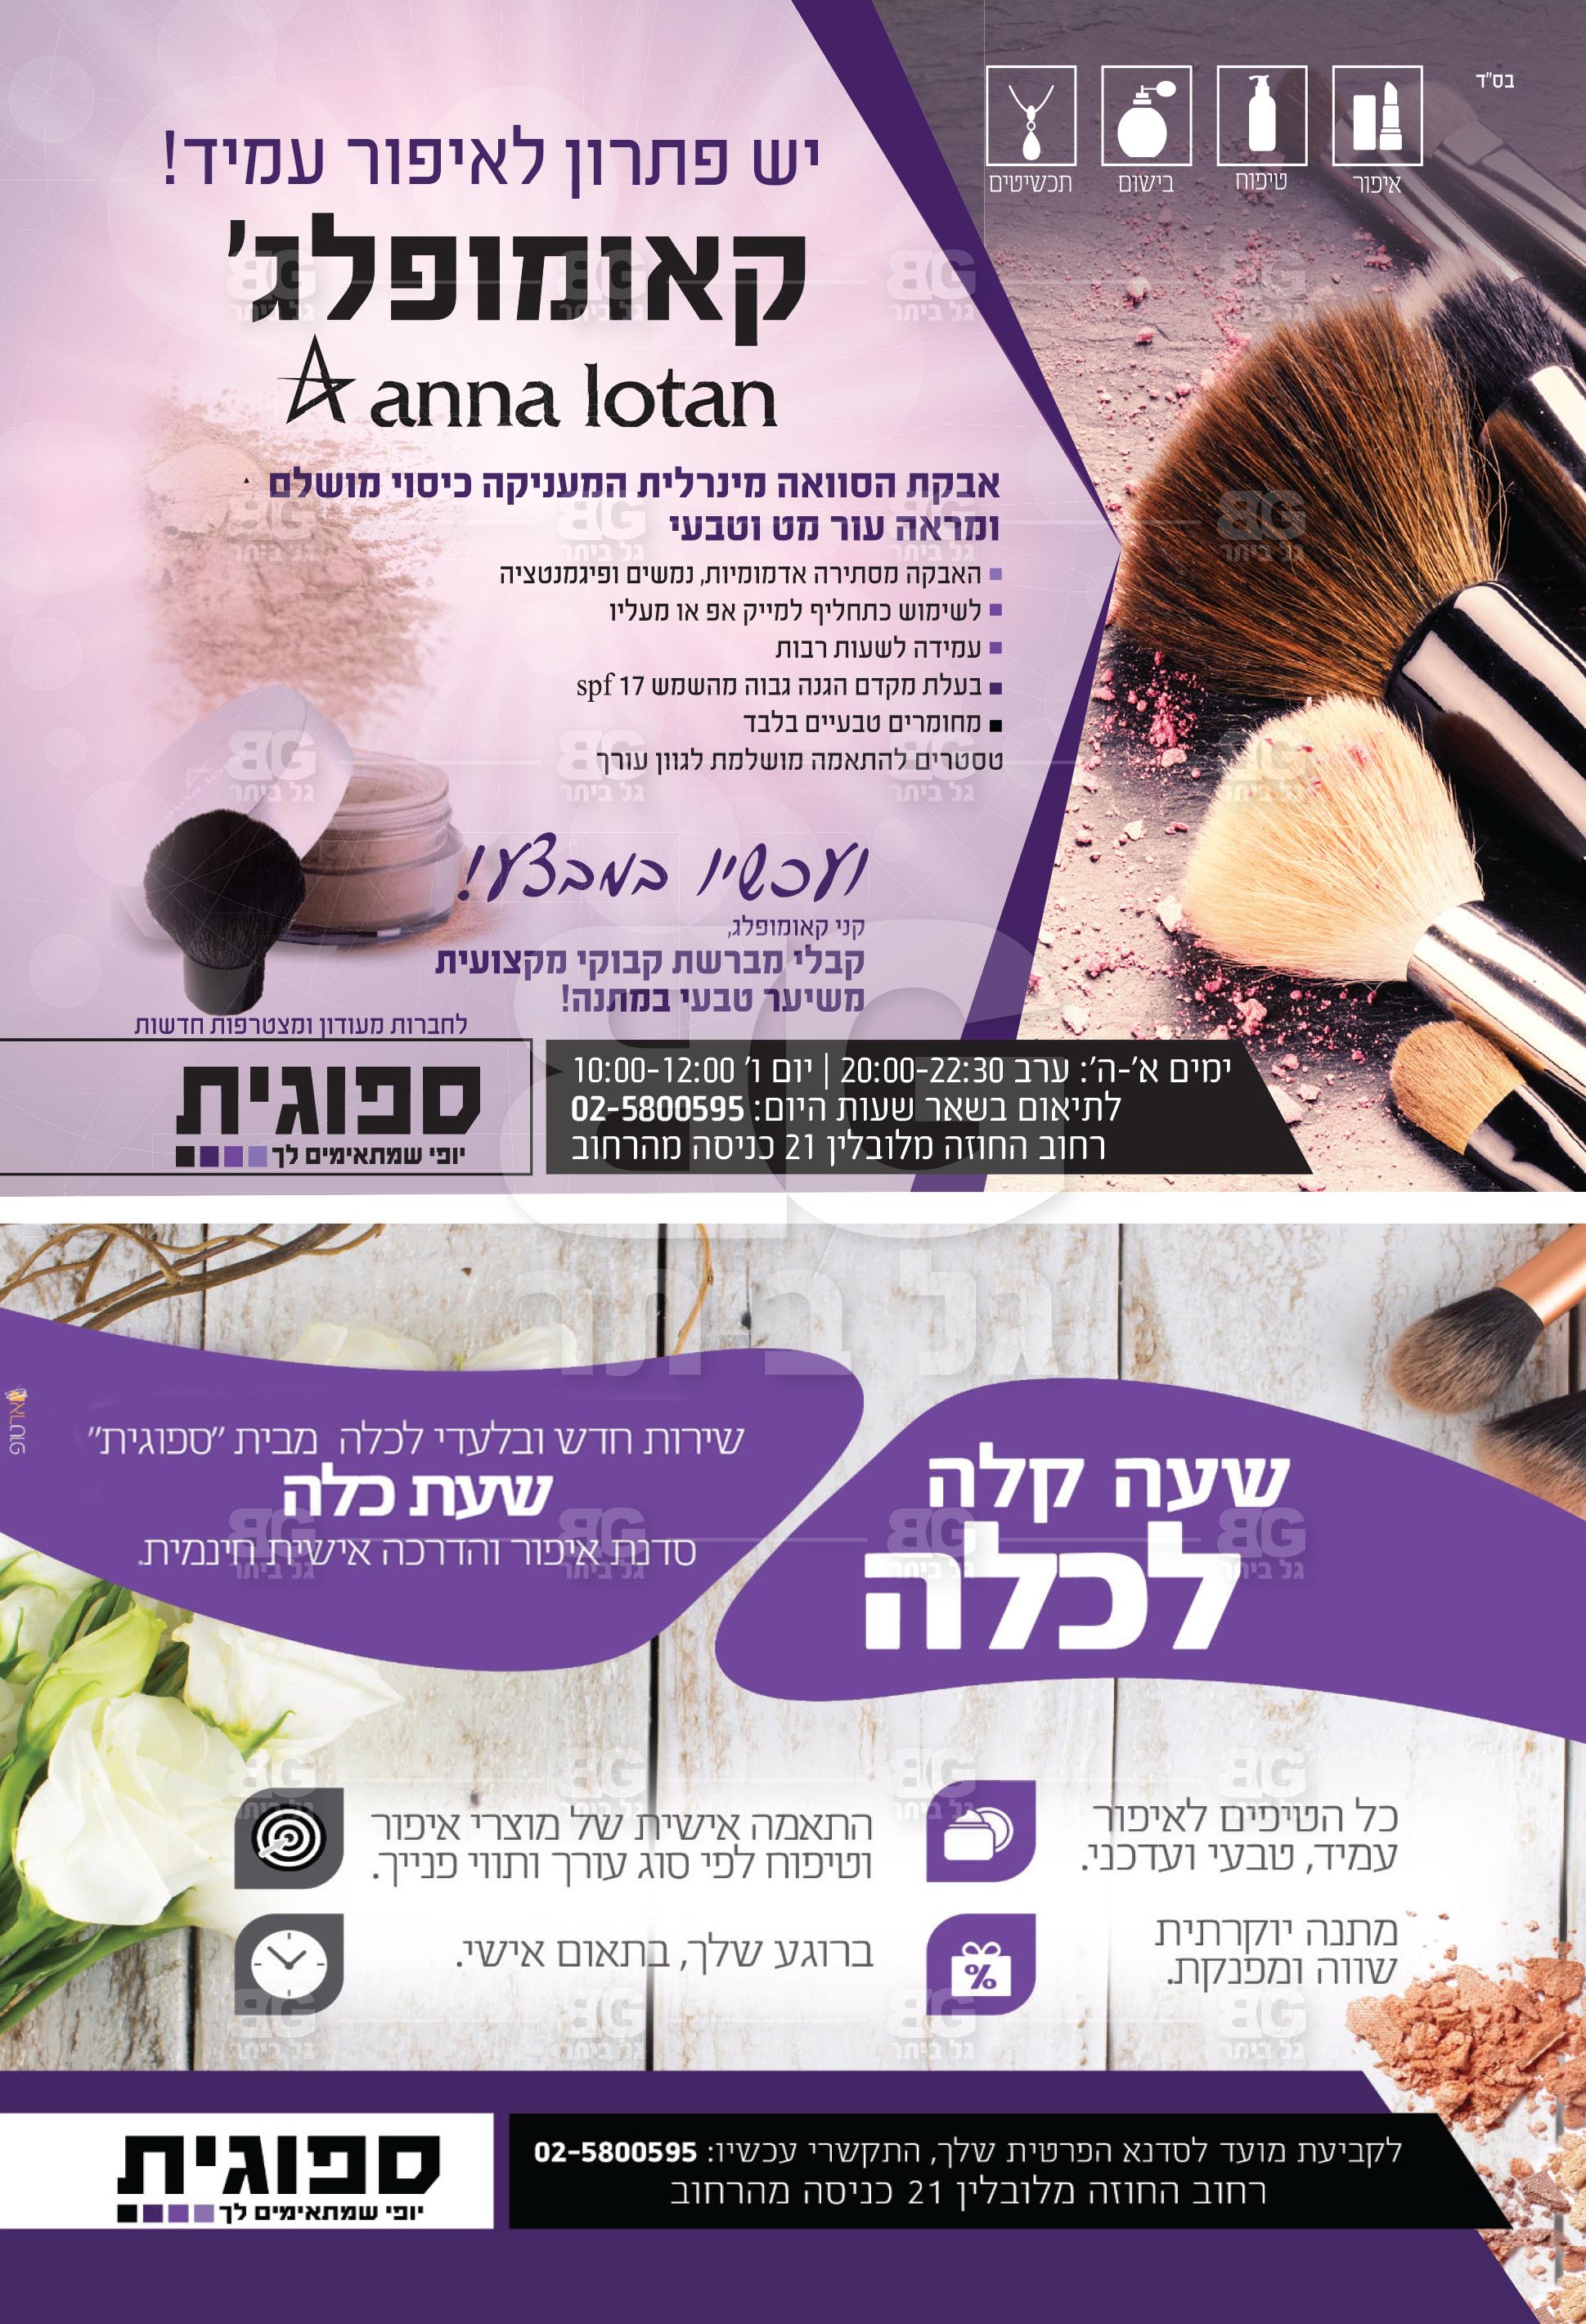 בס"ד
איפור
טיפוח
בישום
תכשיטים
יש פתרון לאיפור עמיד!
קאומופלג'
anna lotan
אבקת הסוואה מינרלית המעניקה כיסוי מושלם
ומראה עור מט וטבעי
האבקה מסתירה אדמומיות, נמשים ופיגמנטציה
לשימוש כתחליף למייק אפ או מעליו
עמידה לשעות רבות
בעלת מקדם הגנה גבוה מהשמש spf 17
מחומרים טבעיים בלבד
טסטרים להתאמה מושלמת לגוון עורך
ועכשיו במבצע!
קני קאומופלג,
קבלי מברשת קבוקי מקצועית
משיער טבעי במתנה!
לחברות מעודון ומצטרפות חדשות
ימים א'-ה': ערב 20:00-22:30 | יום ו' 10:00-12:00
לתיאום בשאר שעות היום: 02-5800595
רחוב החוזה מלובלין 21 כניסה מהרחוב
ספוגית
יופי שמתאימים לך
BG
גל ביתר
שעה קלה
לכלה
שירות חדש ובלעדי לכלה מבית "ספוגית"
שעת כלה
סדנת איפור והדרכה אישית חינמית.
כל הטיפים לאיפור
עמיד, טבעי ועדכני.
התאמה אישית של מוצרי איפור
וטיפוח לפי סוג עורך ותווי פנייך.
מתנה יוקרתית
שווה ומפנקת.
%
ברוגע שלך, בתאום אישי.
לקביעת מועד לסדנא הפרטית שלך, התקשרי עכשיו: 02-5800595
רחוב החוזה מלובלין 21 כניסה מהרחוב
ספוגית
יופי שמתאימים לך